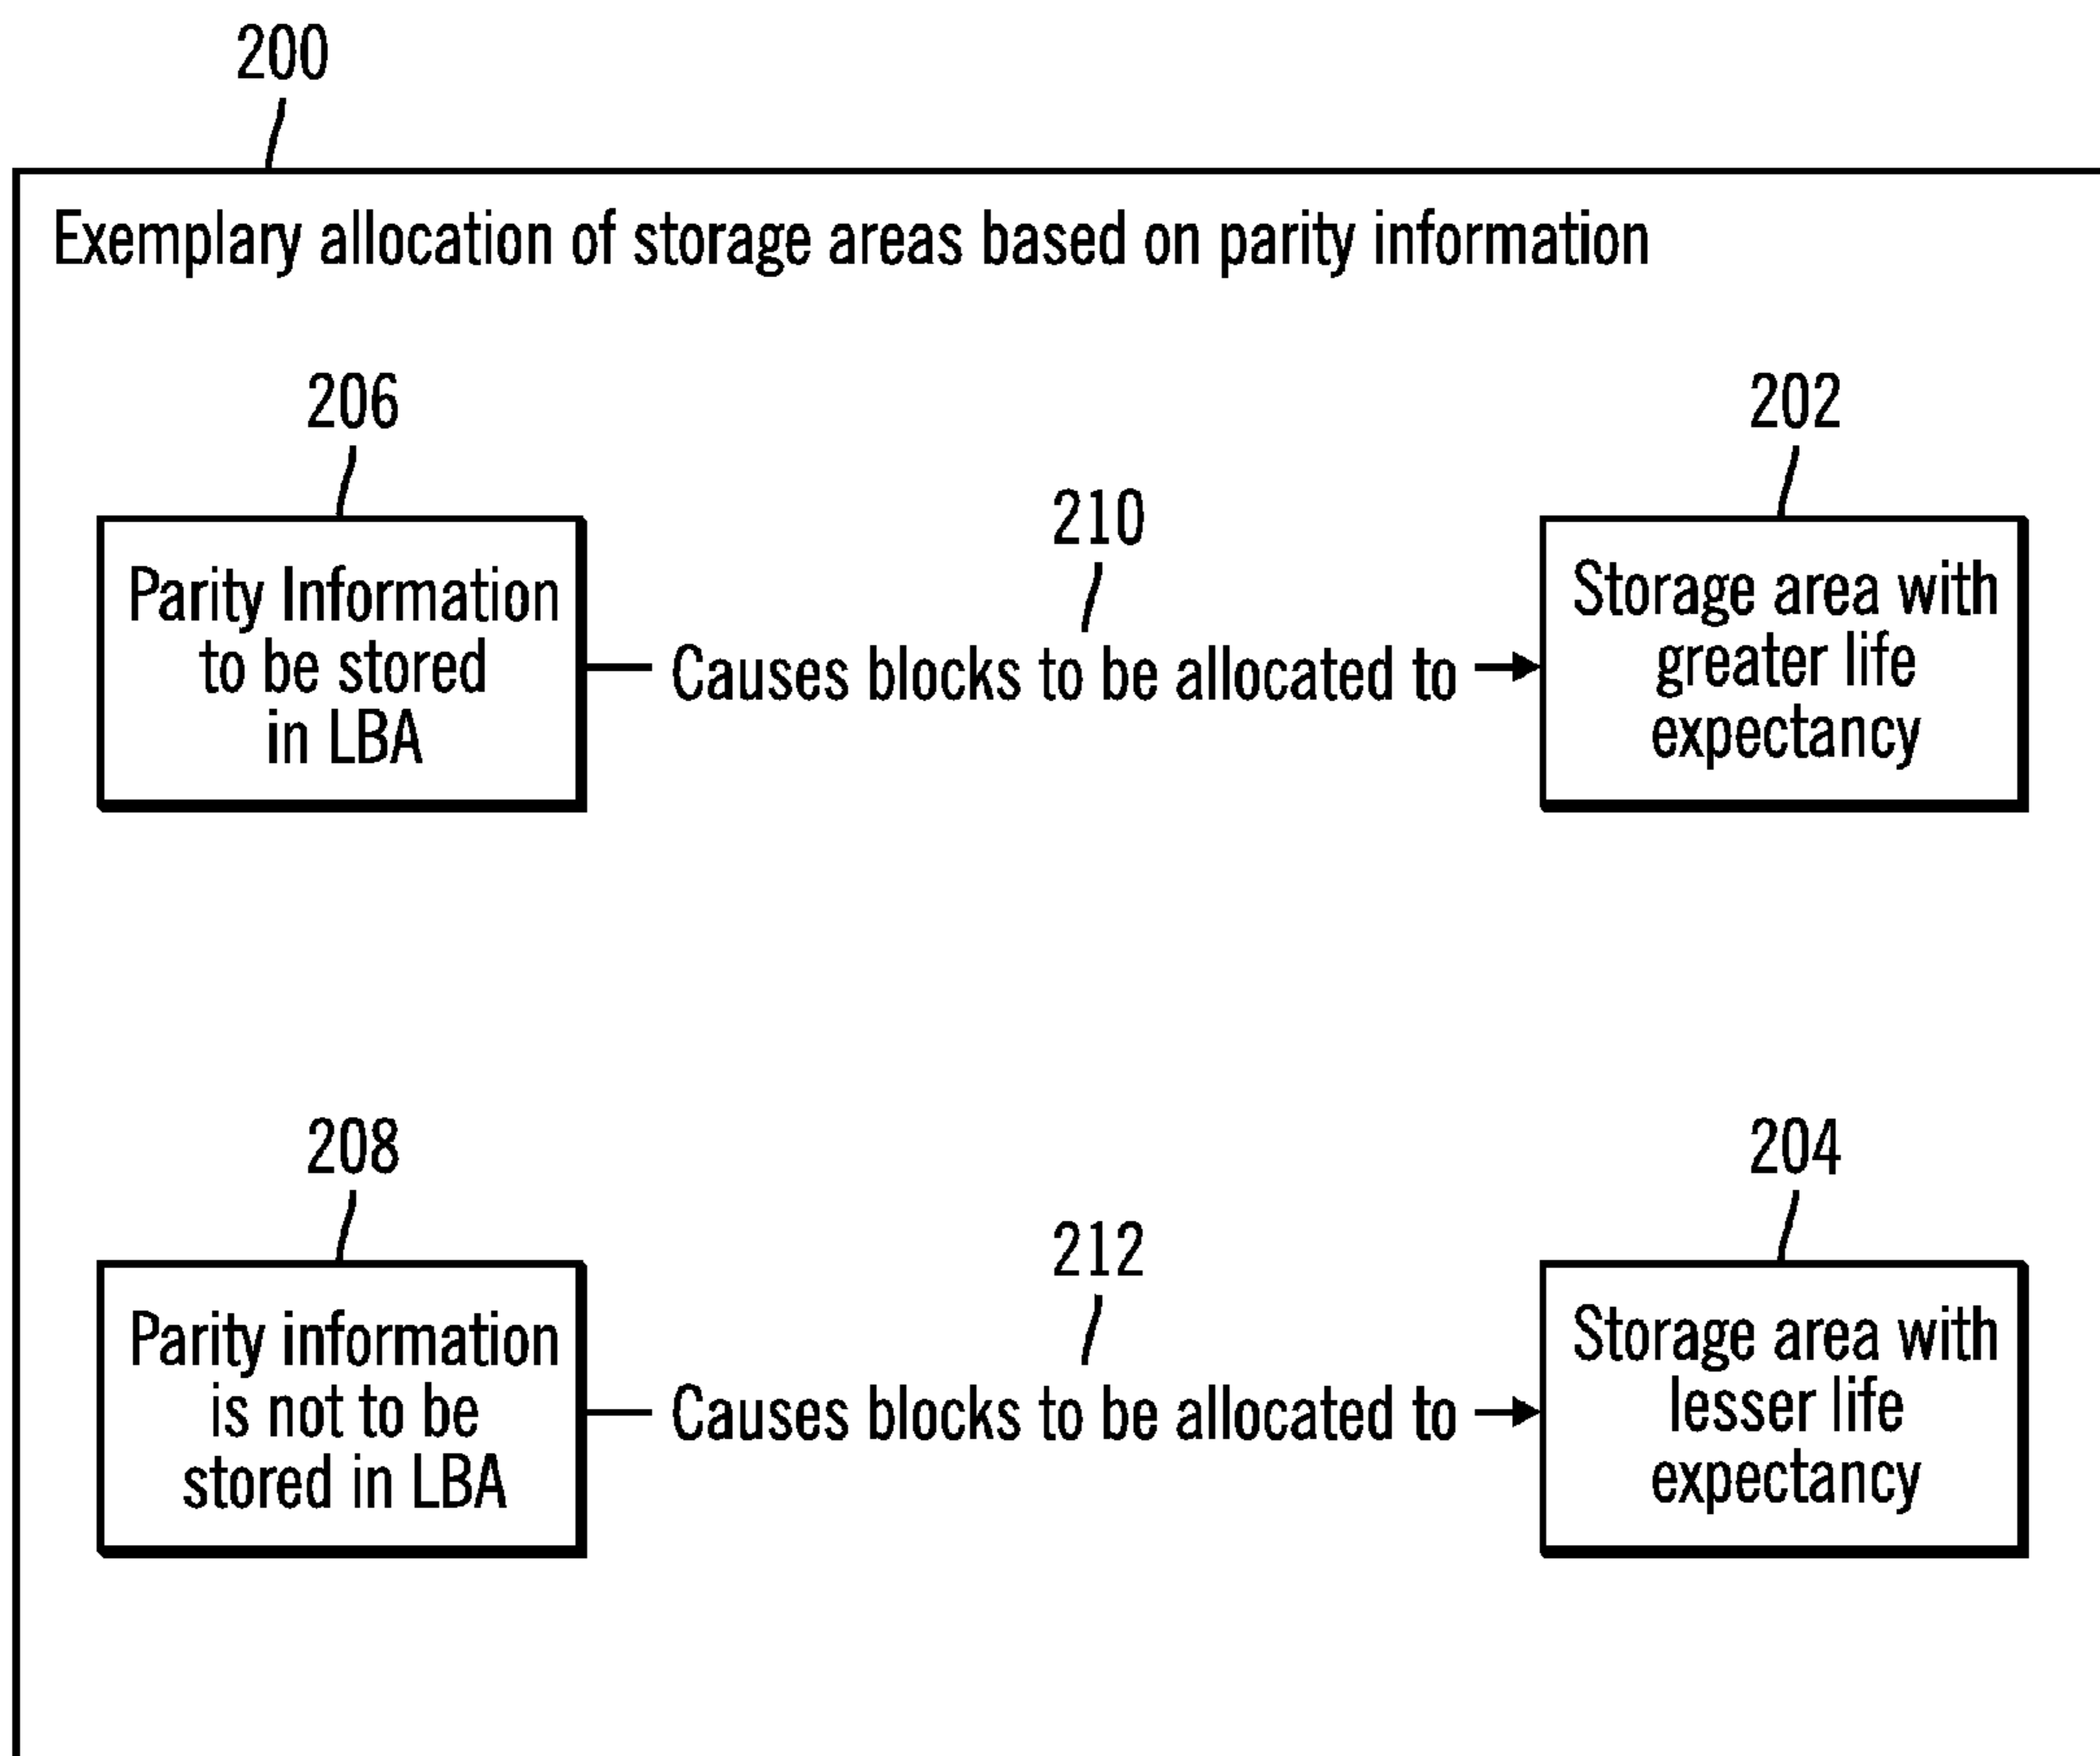 200
Exemplary allocation of storage areas based on parity information
206
202
210
Parity Information
to be stored
in LBA
Causes blocks to be allocated to
Storage area with
greater life
expectancy
208
204
212
Parity information
is not to be
stored in LBA
Causes blocks to be allocated to
Storage area with
lesser life
expectancy